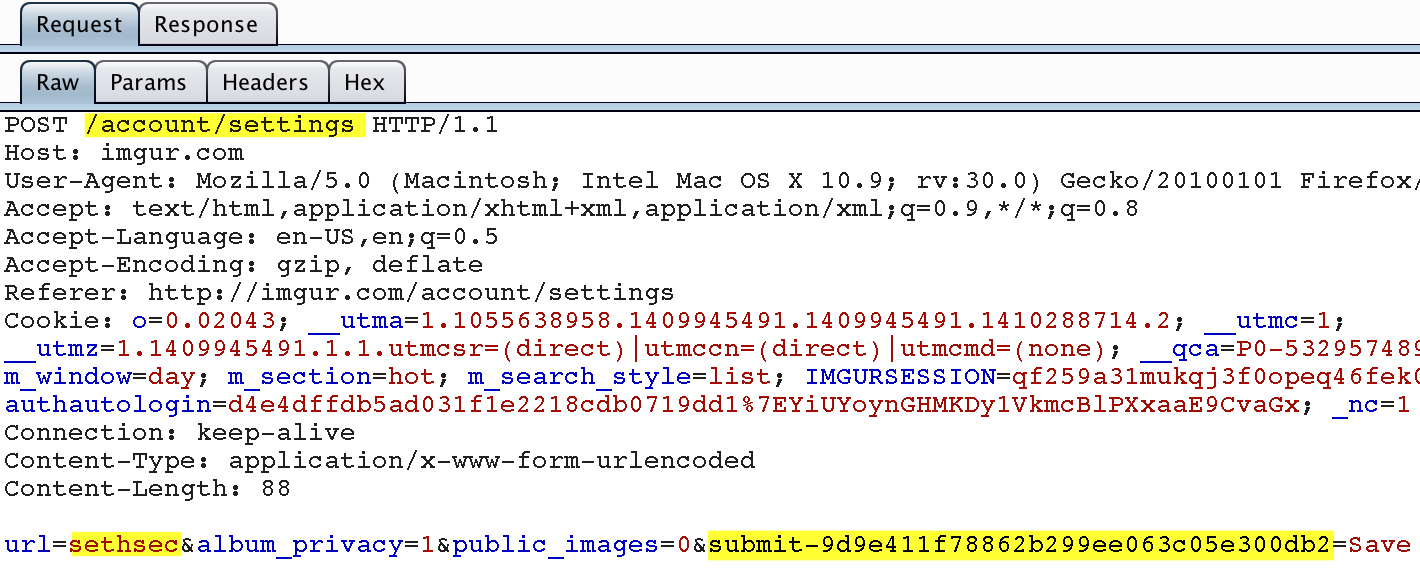 Request Response
Raw Params Headers Hex
POST /account/settings HTTP/1.1
Host: imgur.com
User-Agent: Mozilla/5.0 (Macintosh; Intel Mac OS X 10.9; rv:30.0) Gecko/20100101 Firefox/
Accept: text/html,application/xhtml+xml,application/xml;q=0.9,*/*;q=0.8
Accept-Language: en-US,en;q=0.5
Accept-Encoding: gzip, deflate
Referer: http://imgur.com/account/settings
Cookie: o=0.02043; __utma=1.1055638958.1409945491.1409945491.1410288714.2; __utmc=1;
__utmz=1.1409945491.1.1.utmcsr=(direct)|utmccn=(direct)|utmcmd=(none); __qca=P0-532957489
m_window=day; m_section=hot; m_search_style=list; IMGURSESSION=qf259a31mukqj3f0opeq46fek0
authautologin=d4e4dffdb5ad031f1e2218cdb0719dd1%7EYiUYoynGHMKDy1VkmcBlPXxaaE9CvaGx; _nc=1
Connection: keep-alive
Content-Type: application/x-www-form-urlencoded
Content-Length: 88
url=sethsec&album_privacy=1&public_images=0&submit-9d9e411f78862b299ee063c05e300db2=Save